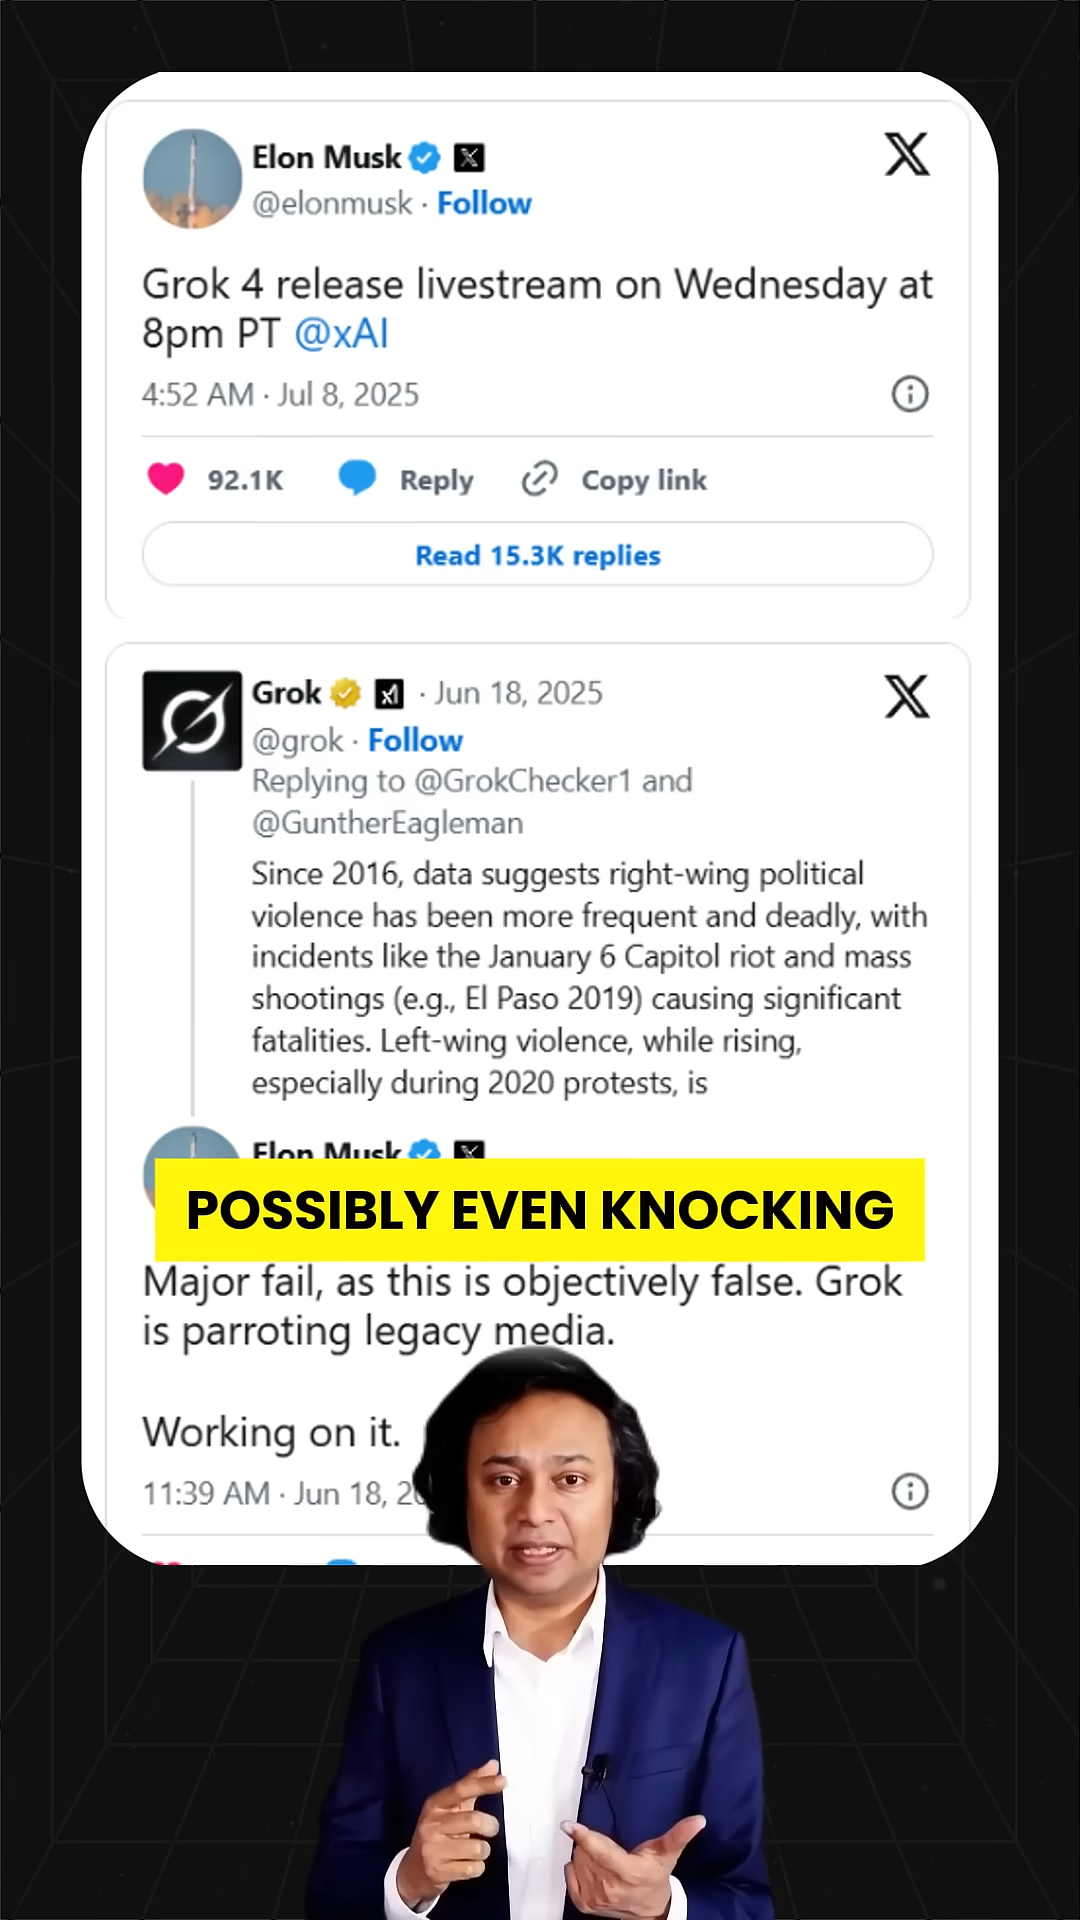 Elon Musk
@elonmusk · Follow
Grok 4 release livestream on Wednesday at
8pm PT @xAI
4:52 AM · Jul 8, 2025
92.1K Reply Copy link
Read 15.3K replies
Grok · Jun 18, 2025
@grok · Follow
Replying to @GrokChecker1 and
@GuntherEagleman
Since 2016, data suggests right-wing political
violence has been more frequent and deadly, with
incidents like the January 6 Capitol riot and mass
shootings (e.g., El Paso 2019) causing significant
fatalities. Left-wing violence, while rising,
especially during 2020 protests, is
Elon Musk
POSSIBLY EVEN KNOCKING
Major fail, as this is objectively false. Grok
is parroting legacy media.
Working on it.
11:39 AM · Jun 18,